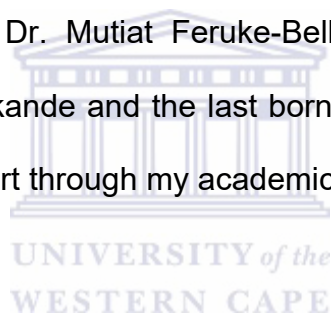 Dr. Mutiat Feruke-Bell
kande and the last born
rt through my academic
UNIVERSITY of the
WESTERN CAPE